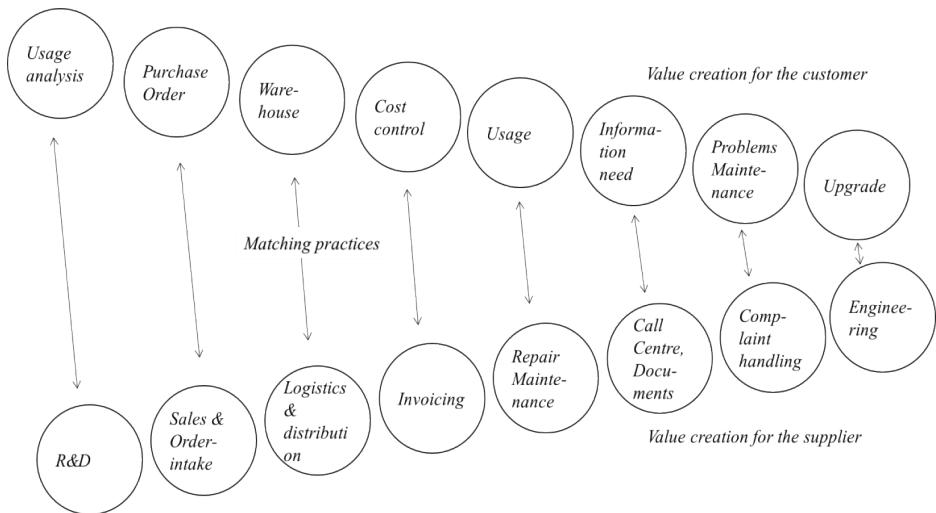 Usage
analysis
Purchase
Order
Ware-
house
Cost
control
Usage
Informa-
tion
need
Problems
Mainte-
nance
Upgrade
Value creation for the customer
Matching practices
R&D
Sales &
Order-
intake
Logistics
&
distributi
on
Invoicing
Repair
Mainte-
nance
Call
Centre,
Docu-
ments
Comp-
laint
handling
Enginee-
ring
Value creation for the supplier